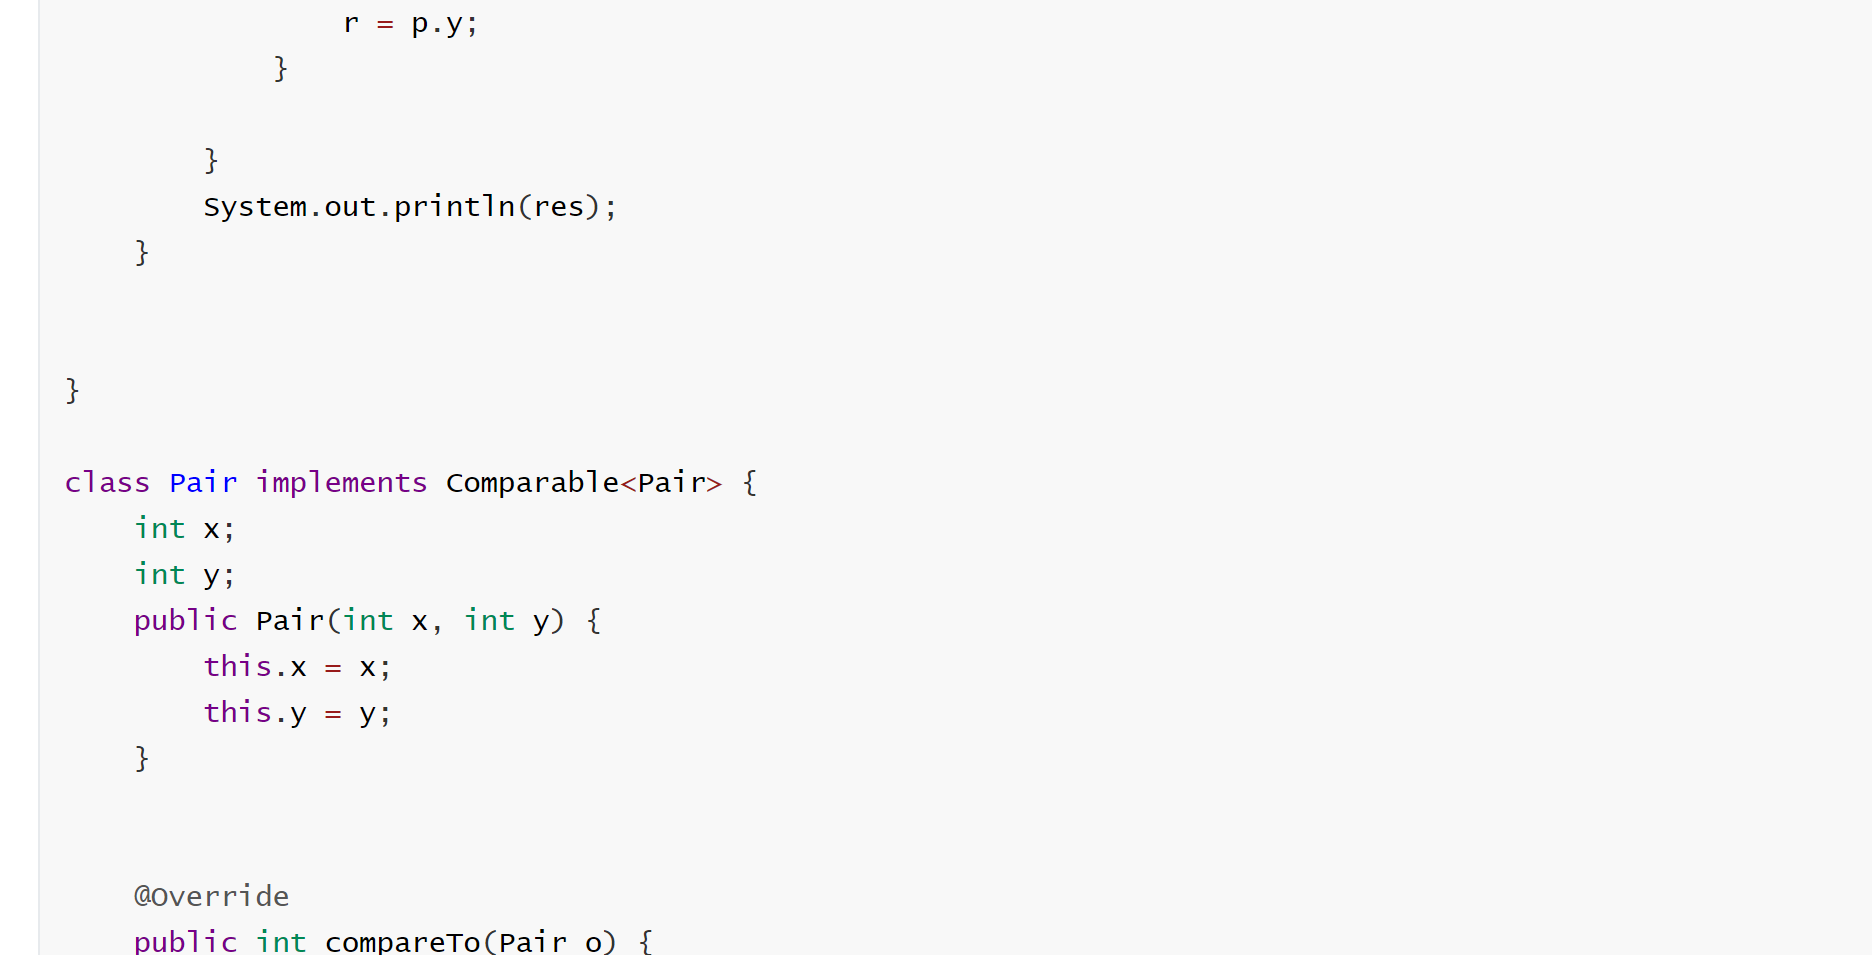 r = p.y;
}
}
System.out.println(res);
}
}
class Pair implements Comparable<Pair> {
int x;
int y;
public Pair(int x, int y) {
this.x = x;
this.y = y;
}
@Override
public int compareTo(Pair o) {